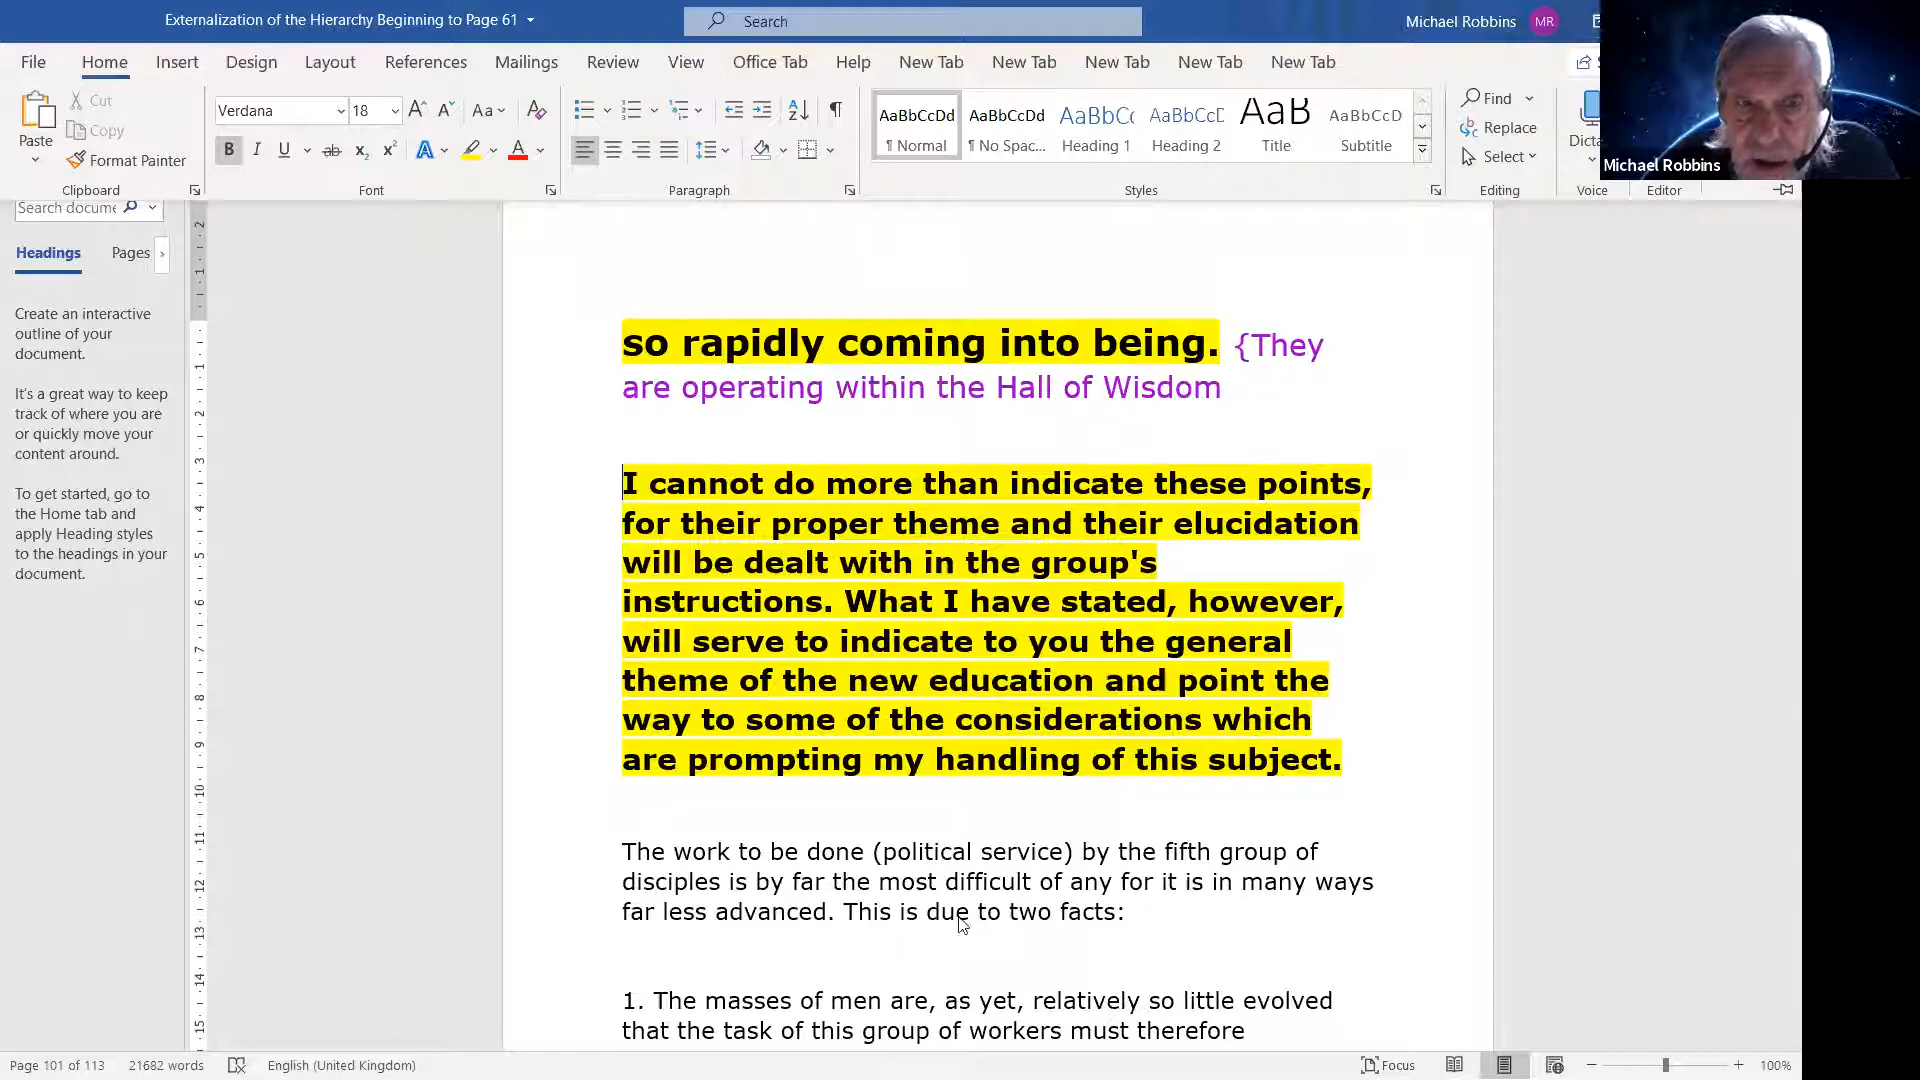 Externalization of the Hierarchy Beginning to Page 61
Search
Michael Robbins
MR
File Home Insert Design Layout References Mailings Review View Office Tab Help New Tab New Tab New Tab New Tab New Tab
Paste
Cut
Copy
Format Painter
Clipboard
Verdana
18
Font
Paragraph
AaBbCcDd
¶ Normal
AaBbCcDd
¶ No Spac...
AaBbCc
Heading 1
AaBbCcD
Heading 2
AaB
Title
AaBbCcD
Subtitle
Styles
Find
Replace
Select
Editing
Dicta
Voice
Editor
Michael Robbins
Search docume
Headings Pages
Create an interactive
outline of your
document.
It's a great way to keep
track of where you are
or quickly move your
content around.
To get started, go to
the Home tab and
apply Heading styles
to the headings in your
document.
so rapidly coming into being. {They
are operating within the Hall of Wisdom
I cannot do more than indicate these points,
for their proper theme and their elucidation
will be dealt with in the group's
instructions. What I have stated, however,
will serve to indicate to you the general
theme of the new education and point the
way to some of the considerations which
are prompting my handling of this subject.
The work to be done (political service) by the fifth group of
disciples is by far the most difficult of any for it is in many ways
far less advanced. This is due to two facts:
1. The masses of men are, as yet, relatively so little evolved
that the task of this group of workers must therefore
Page 101 of 113
21682 words
English (United Kingdom)
Focus
100%